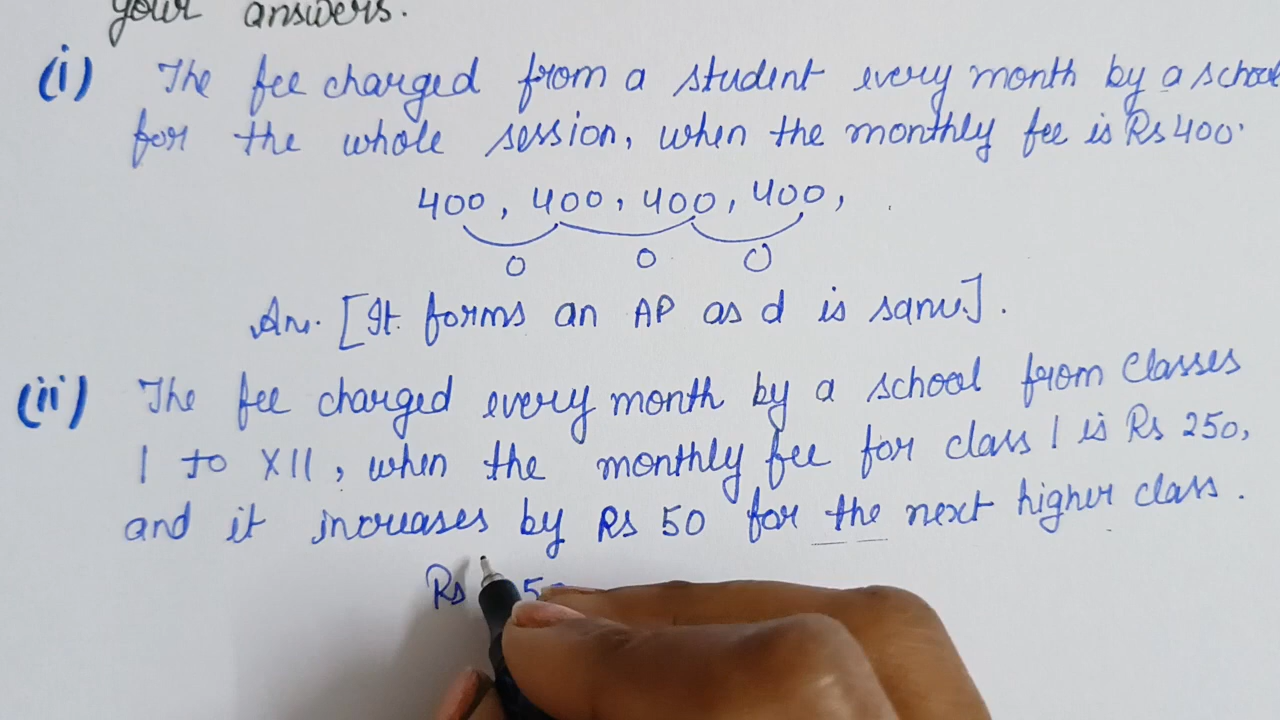 your answers.
(i) The fee charged from a student every month by a school
for the whole session, when the monthly fee is Rs 400.
400, 400, 400, 400,
0 0 0
Ans. [It forms an AP as d is same].
(ii) The fee charged every month by a school from Classes
I to XII, when the monthly fee for class I is Rs 250,
and it increases by Rs 50 for the next higher class.
Rs